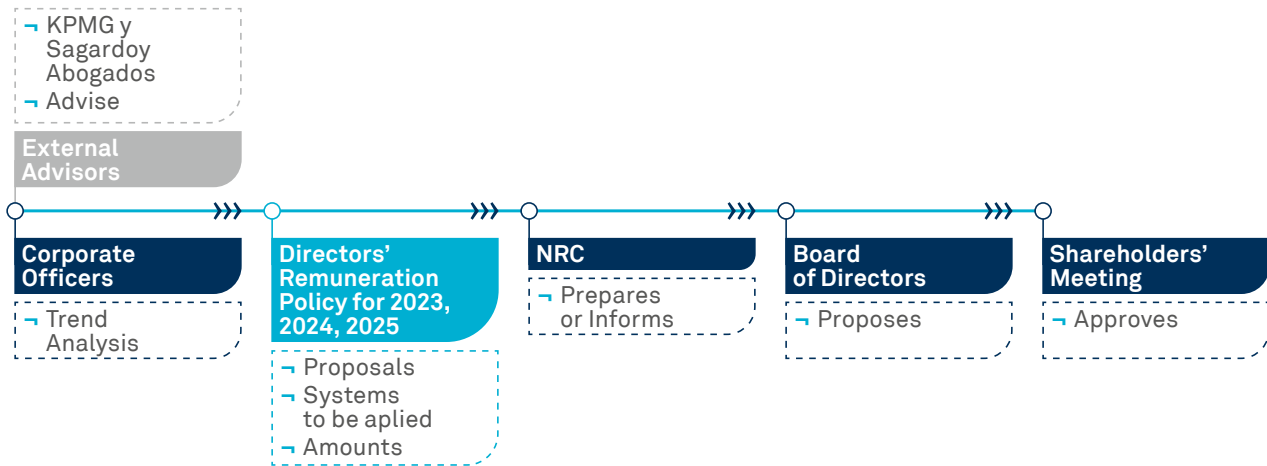 ¬ KPMG y
Sagardoy
Abogados
¬ Advise
External
Advisors
Corporate
Officers
¬ Trend
Analysis
Directors’
Remuneration
Policy for 2023,
2024, 2025
¬ Proposals
¬ Systems
to be aplied
¬ Amounts
NRC
¬ Prepares
or Informs
Board
of Directors
¬ Proposes
Shareholders’
Meeting
¬ Approves